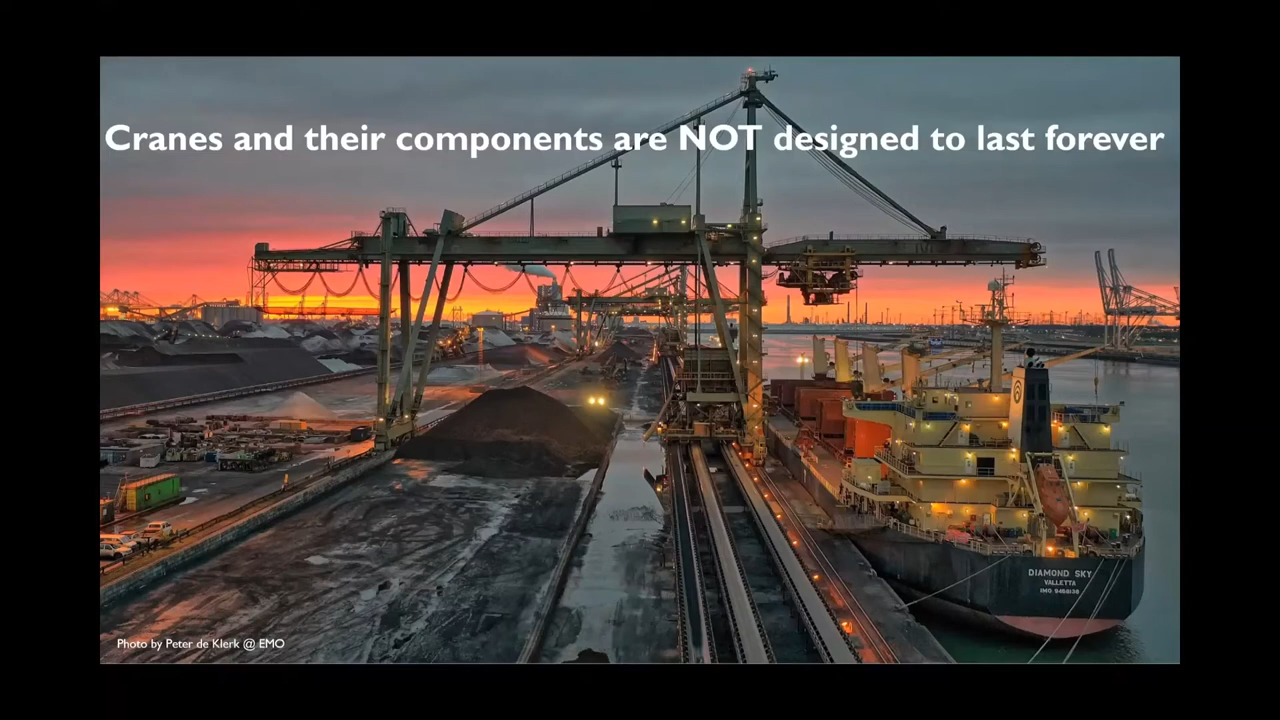 Cranes and their components are NOT designed to last forever
DIAMOND SKY
VALLETTA
Photo by Peter de Klerk @ EMO